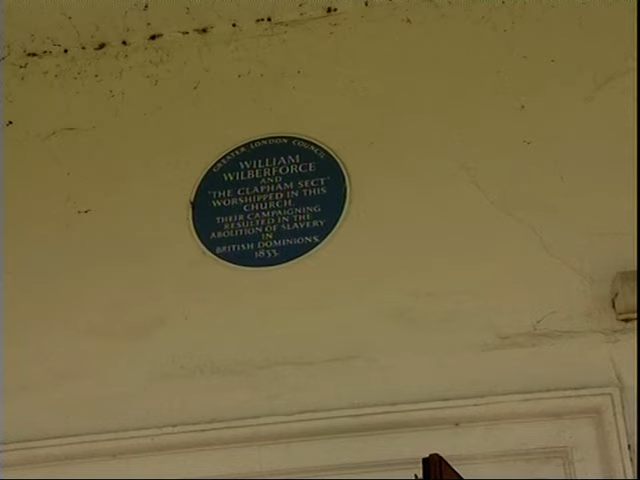 GREATER LONDON COUNCIL
WILLIAM
WILBERFORCE
AND
"THE CLAPHAM SECT"
WORSHIPPED IN THIS
CHURCH.
THEIR CAMPAIGNING
RESULTED IN THE
ABOLITION OF SLAVERY
IN
BRITISH DOMINIONS.
1833.